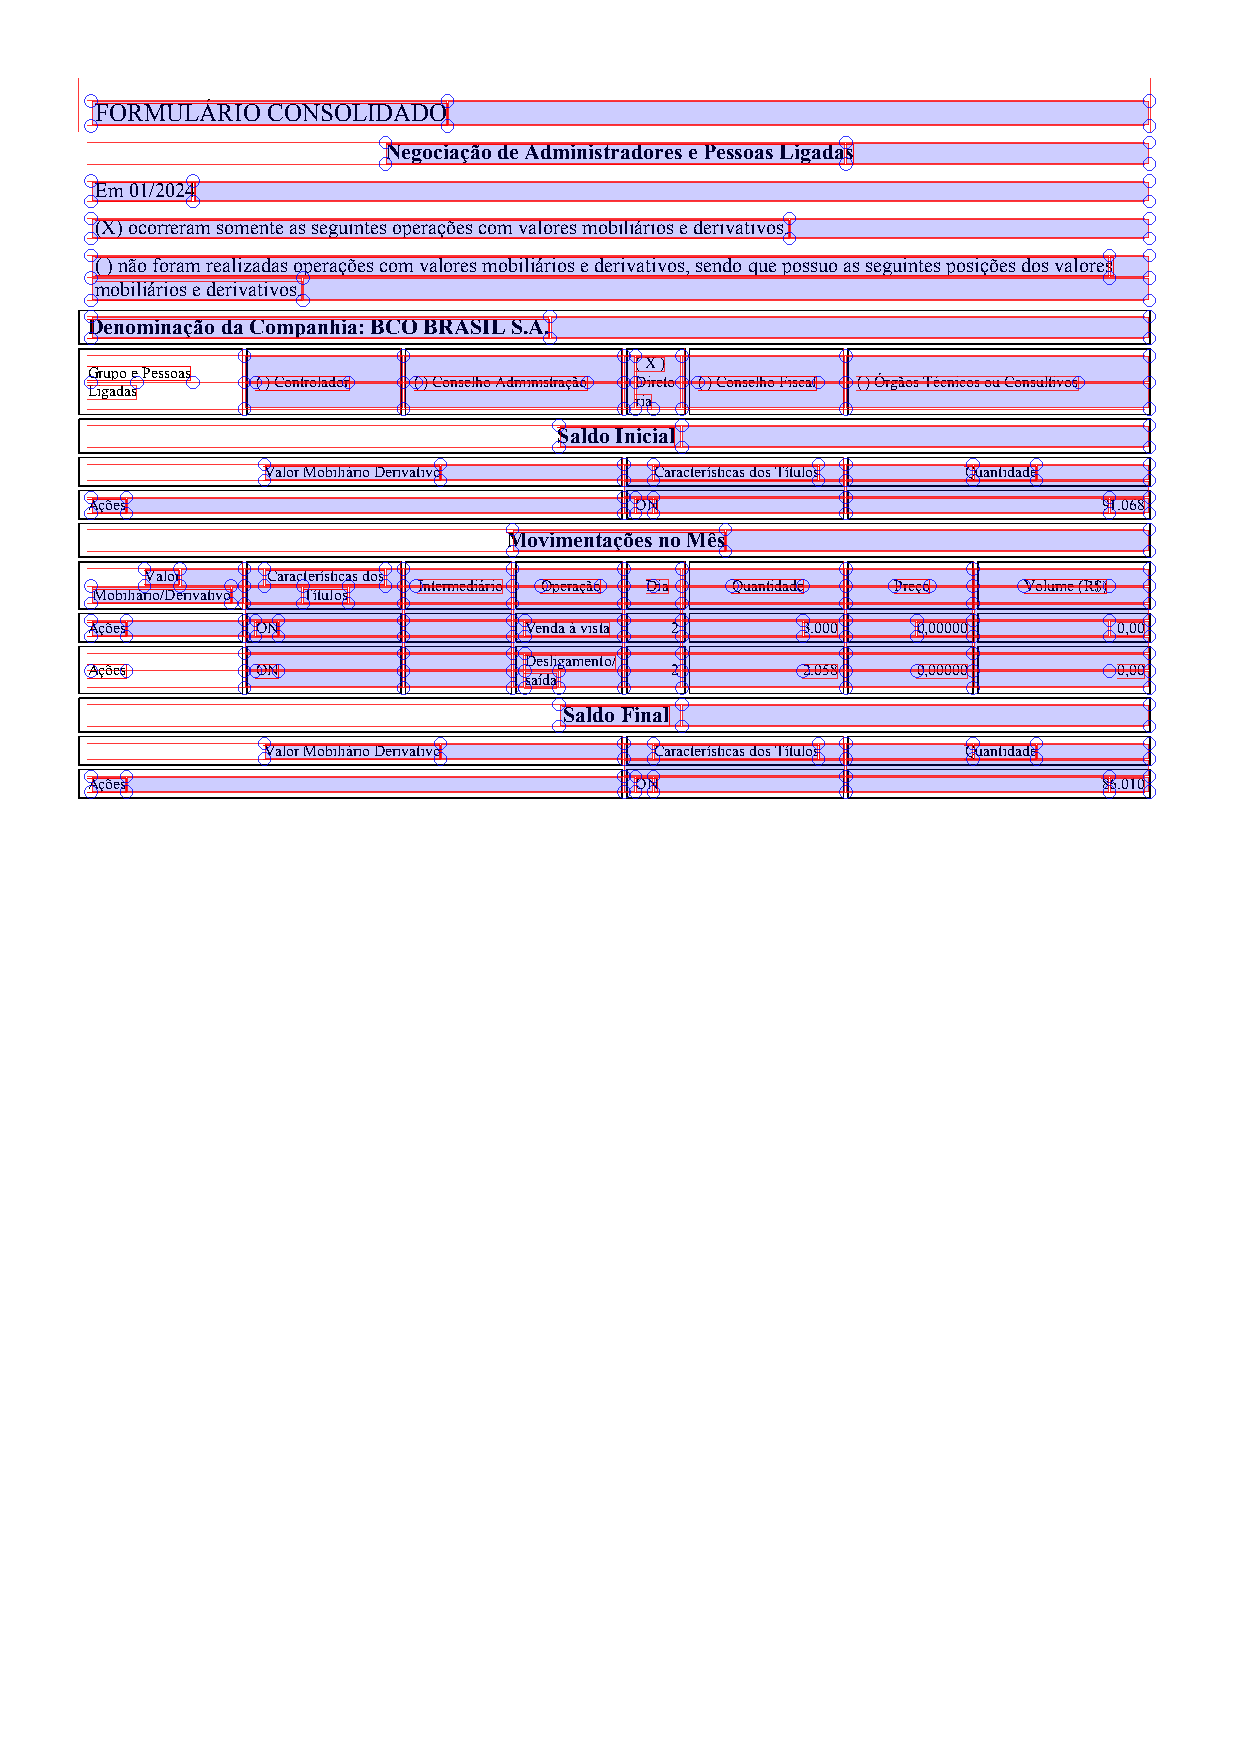 FORMULÁRIO CONSOLIDADO
Negociação de Administradores e Pessoas Ligadas
Em 01/2024
(X) ocorreram somente as seguintes operações com valores mobiliários e derivativos
( ) não foram realizadas operações com valores mobiliários e derivativos, sendo que possuo as seguintes posições dos valores
mobiliários e derivativos
Denominação da Companhia: BCO BRASIL S.A.
Grupo e Pessoas Ligadas ( ) Controlador ( ) Conselho Administração ( X ) Direto ria ( ) Conselho Fiscal ( ) Órgãos Técnicos ou Consultivos
Saldo Inicial
Valor Mobiliário Derivativo Características dos Títulos Quantidade
Ações ON 91.068
Movimentações no Mês
Valor Mobiliário/Derivativo Características dos Títulos Intermediário Operação Dia Quantidade Preço Volume (R$)
Ações ON Venda à vista 2 3.000 0,00000 0,00
Ações ON Desligamento/ saída 2 2.058 0,00000 0,00
Saldo Final
Valor Mobiliário Derivativo Características dos Títulos Quantidade
Ações ON 86.010